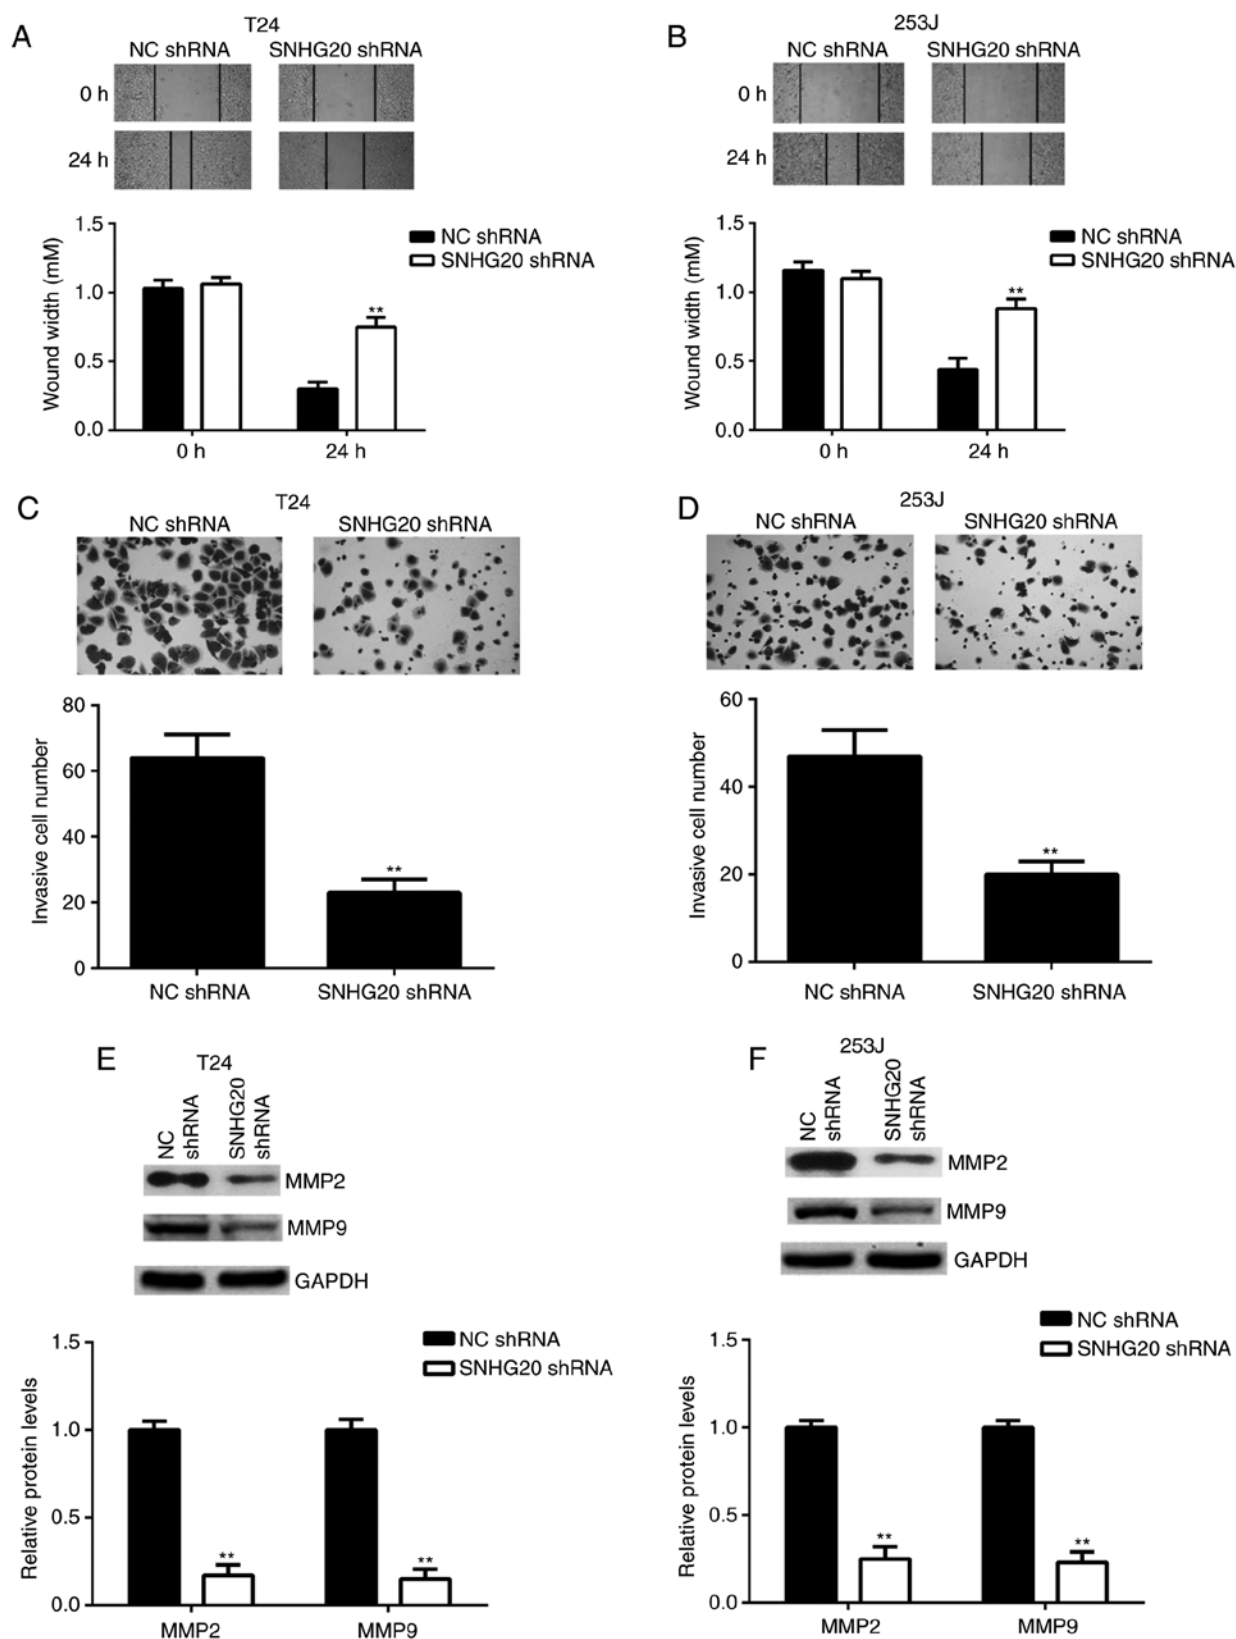 A
T24
NC shRNA SNHG20 shRNA
0 h
24 h
1.5
1.0
0.5
0.0
Wound width (mM)
NC shRNA
SNHG20 shRNA
**
0 h 24 h
B
253J
NC shRNA SNHG20 shRNA
0 h
24 h
1.5
1.0
0.5
0.0
Wound width (mM)
NC shRNA
SNHG20 shRNA
**
0 h 24 h
C
T24
NC shRNA SNHG20 shRNA
80
60
40
20
0
Invasive cell number
**
NC shRNA SNHG20 shRNA
D
253J
NC shRNA SNHG20 shRNA
60
40
20
0
Invasive cell number
**
NC shRNA SNHG20 shRNA
E
T24
NC
shRNA
SNHG20
shRNA
MMP2
MMP9
GAPDH
NC shRNA
SNHG20 shRNA
1.5
1.0
0.5
0.0
Relative protein levels
** **
MMP2 MMP9
F
253J
NC
shRNA
SNHG20
shRNA
MMP2
MMP9
GAPDH
NC shRNA
SNHG20 shRNA
1.5
1.0
0.5
0.0
Relative protein levels
** **
MMP2 MMP9